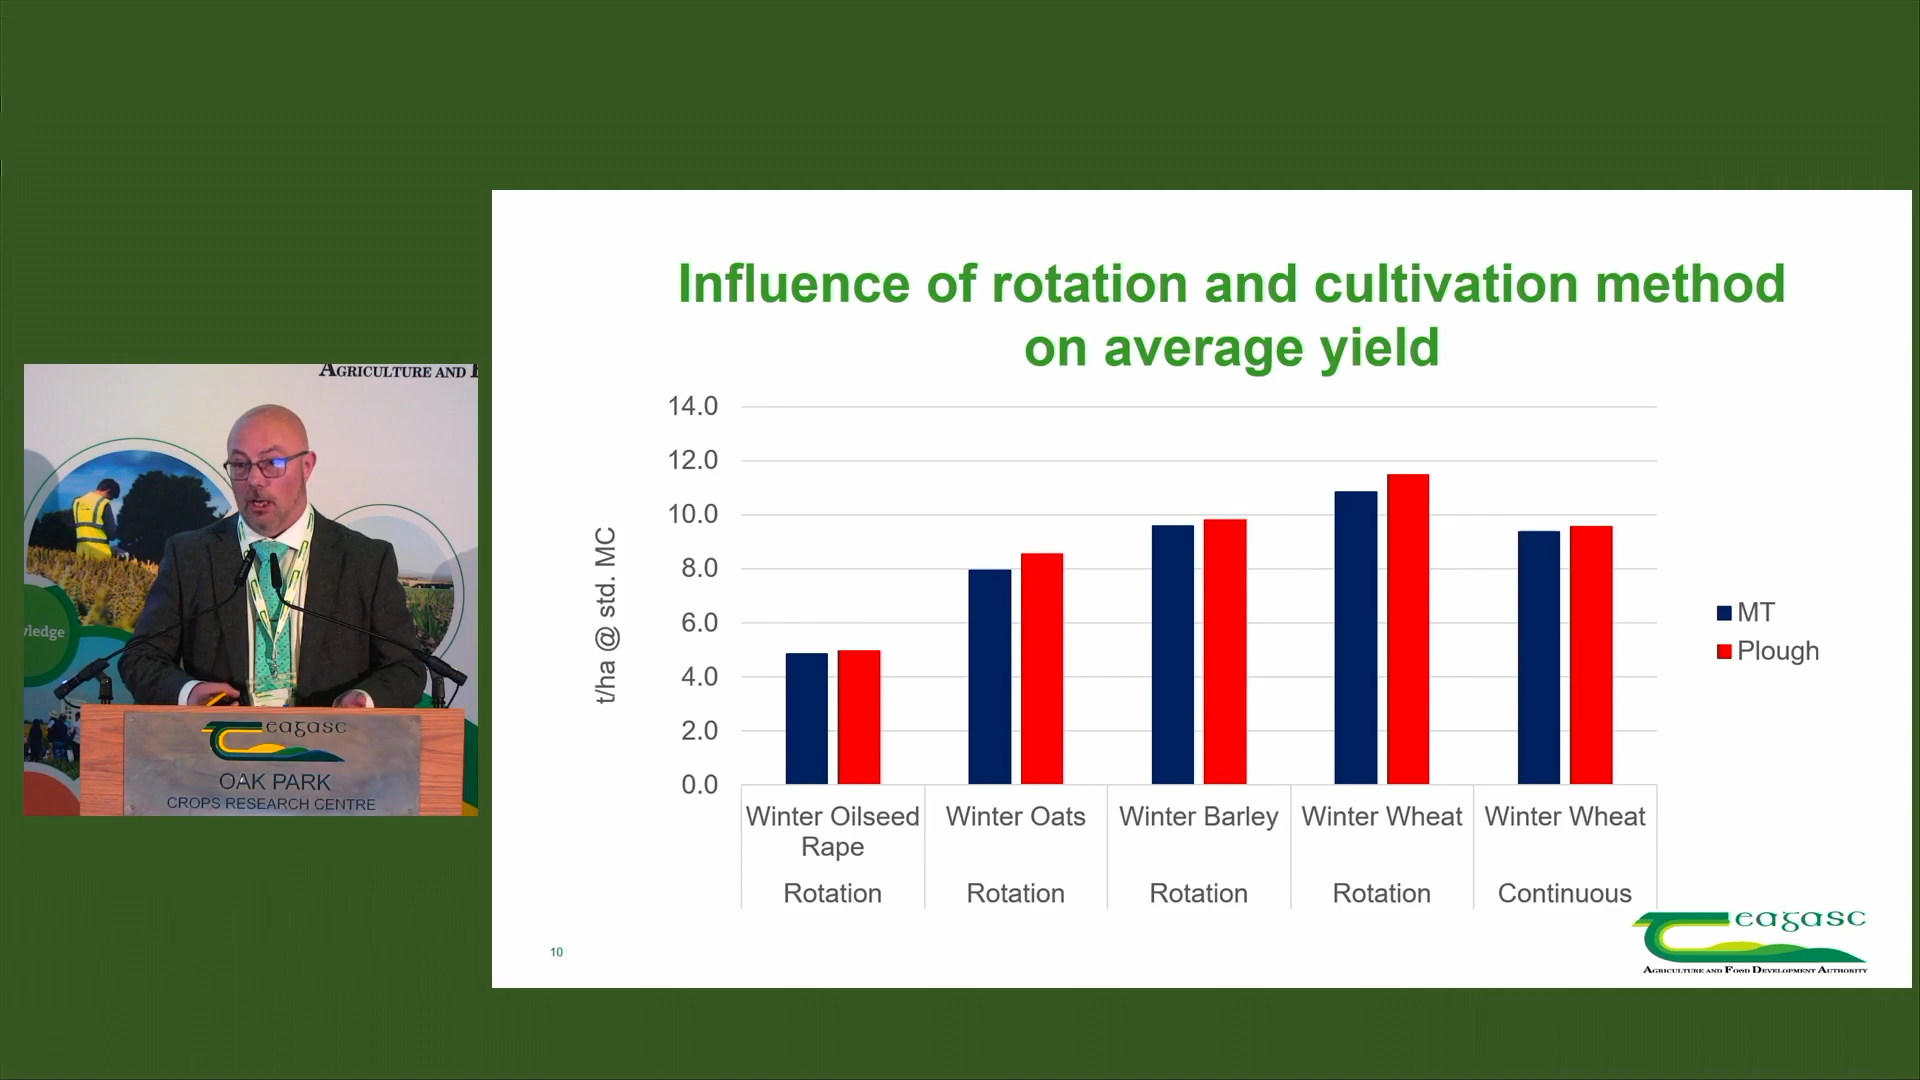 Influence of rotation and cultivation method
on average yield
14.0
12.0
10.0
8.0
6.0
4.0
2.0
0.0
t/ha @ std. MC
MT
Plough
Winter Oilseed
Rape
Winter Oats
Winter Barley
Winter Wheat
Winter Wheat
Rotation
Rotation
Rotation
Rotation
Continuous
10
Teagasc
AGRICULTURE AND FOOD DEVELOPMENT AUTHORITY
AGRICULTURE AND
ledge
Teagasc
OAK PARK
CROPS RESEARCH CENTRE